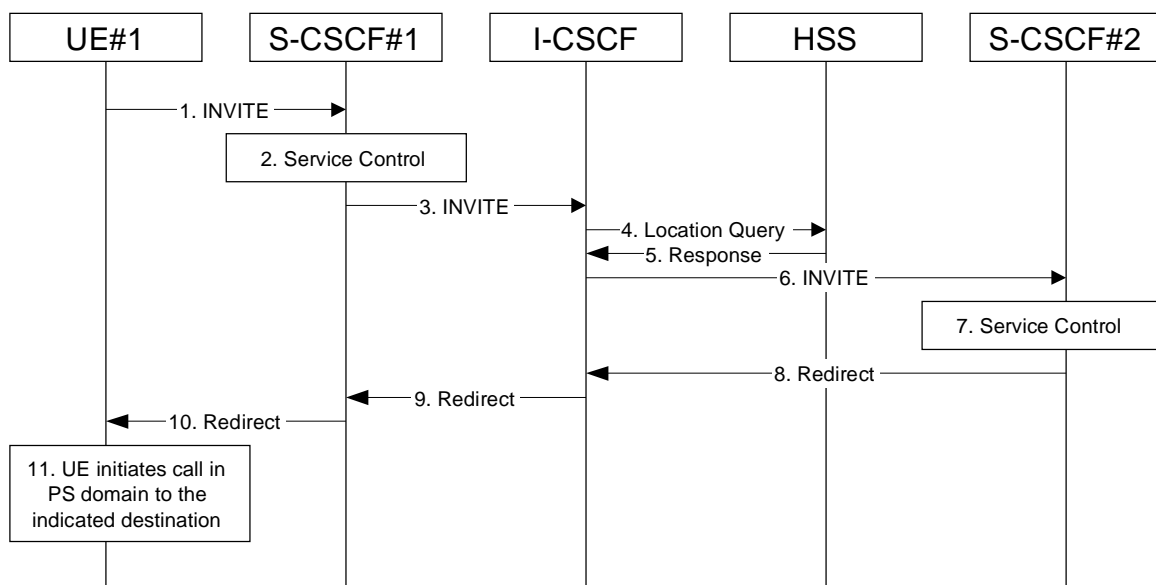 UE#1
S-CSCF#1
I-CSCF
HSS
S-CSCF#2
1. INVITE
2. Service Control
3. INVITE
4. Location Query
5. Response
6. INVITE
7. Service Control
8. Redirect
9. Redirect
10. Redirect
11. UE initiates call in
PS domain to the
indicated destination